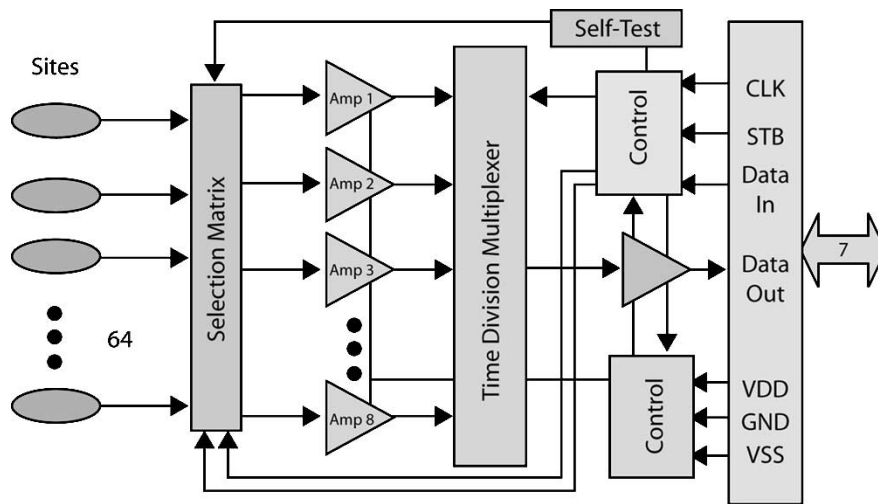 Self-Test
Sites
Selection Matrix
Amp 1
Amp 2
Amp 3
Amp 8
64
Time Division Multiplexer
Control
Control
CLK
STB
Data
In
Data
Out
VDD
GND
VSS
7